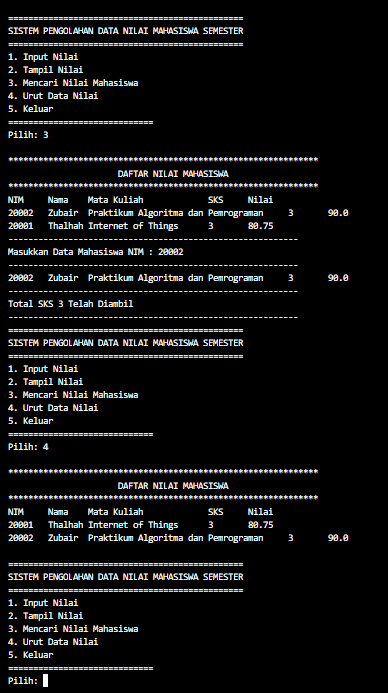 ===============================================
SISTEM PENGOLAHAN DATA NILAI MAHASISWA SEMESTER
===============================================
1. Input Nilai
2. Tampil Nilai
3. Mencari Nilai Mahasiswa
4. Urut Data Nilai
5. Keluar
=============================
Pilih: 3
**************************************************************
DAFTAR NILAI MAHASISWA
**************************************************************
NIM Nama Mata Kuliah SKS Nilai
20002 Zubair Praktikum Algoritma dan Pemrograman 3 90.0
20001 Thalhah Internet of Things 3 80.75
----------------------------------------------------------
Masukkan Data Mahasiswa NIM : 20002
----------------------------------------------------------
20002 Zubair Praktikum Algoritma dan Pemrograman 3 90.0
----------------------------------------------------------
Total SKS 3 Telah Diambil
----------------------------------------------------------
===============================================
SISTEM PENGOLAHAN DATA NILAI MAHASISWA SEMESTER
===============================================
1. Input Nilai
2. Tampil Nilai
3. Mencari Nilai Mahasiswa
4. Urut Data Nilai
5. Keluar
=============================
Pilih: 4
**************************************************************
DAFTAR NILAI MAHASISWA
**************************************************************
NIM Nama Mata Kuliah SKS Nilai
20001 Thalhah Internet of Things 3 80.75
20002 Zubair Praktikum Algoritma dan Pemrograman 3 90.0
===============================================
SISTEM PENGOLAHAN DATA NILAI MAHASISWA SEMESTER
===============================================
1. Input Nilai
2. Tampil Nilai
3. Mencari Nilai Mahasiswa
4. Urut Data Nilai
5. Keluar
=============================
Pilih: